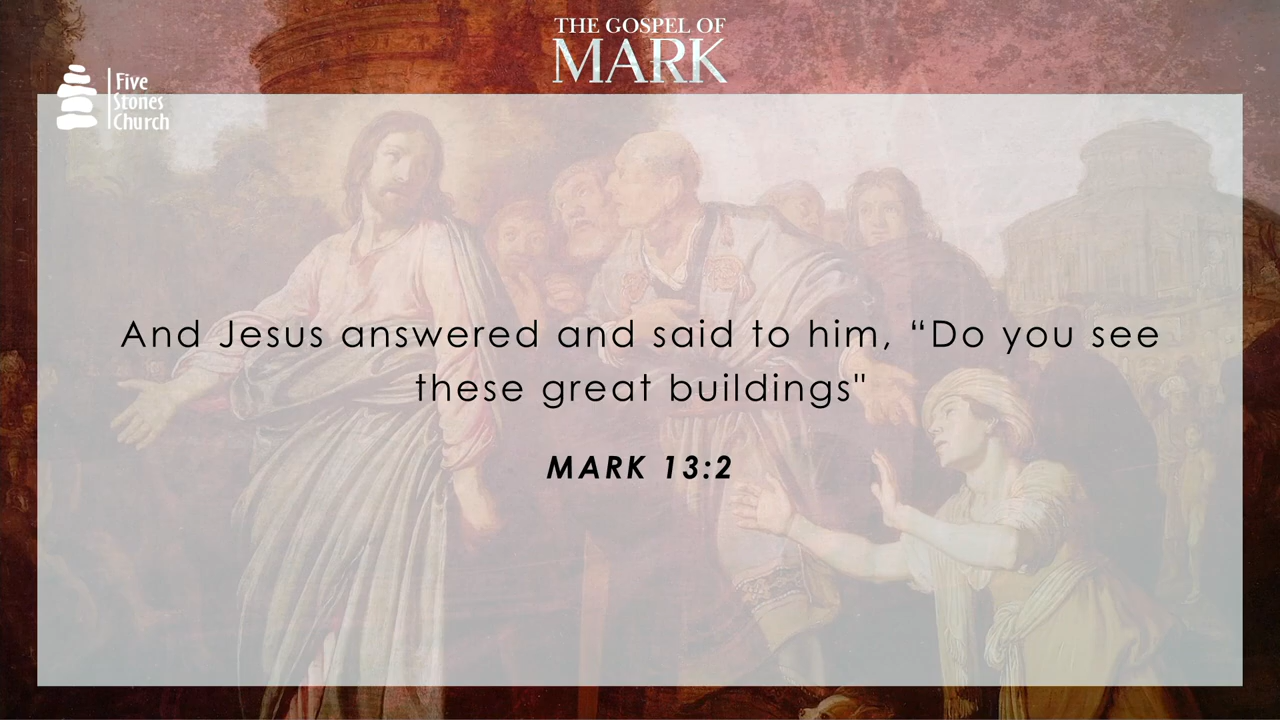 THE GOSPEL OF
MARK
Five
Stones
Church
And Jesus answered and said to him, “Do you see
these great buildings"
MARK 13:2